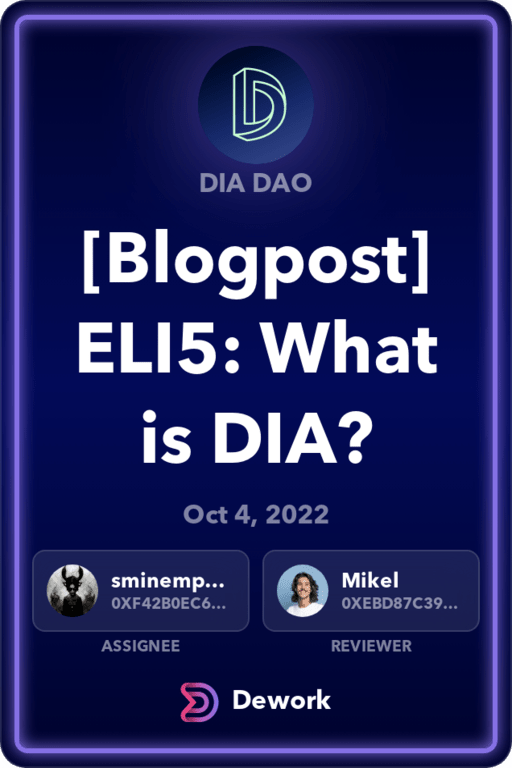 DIA DAO
[Blogpost]
ELI5: What
is DIA?
Oct 4, 2022
sminemp...
0XF42B0EC6...
ASSIGNEE
Mikel
0XEBD87C39...
REVIEWER
Dework